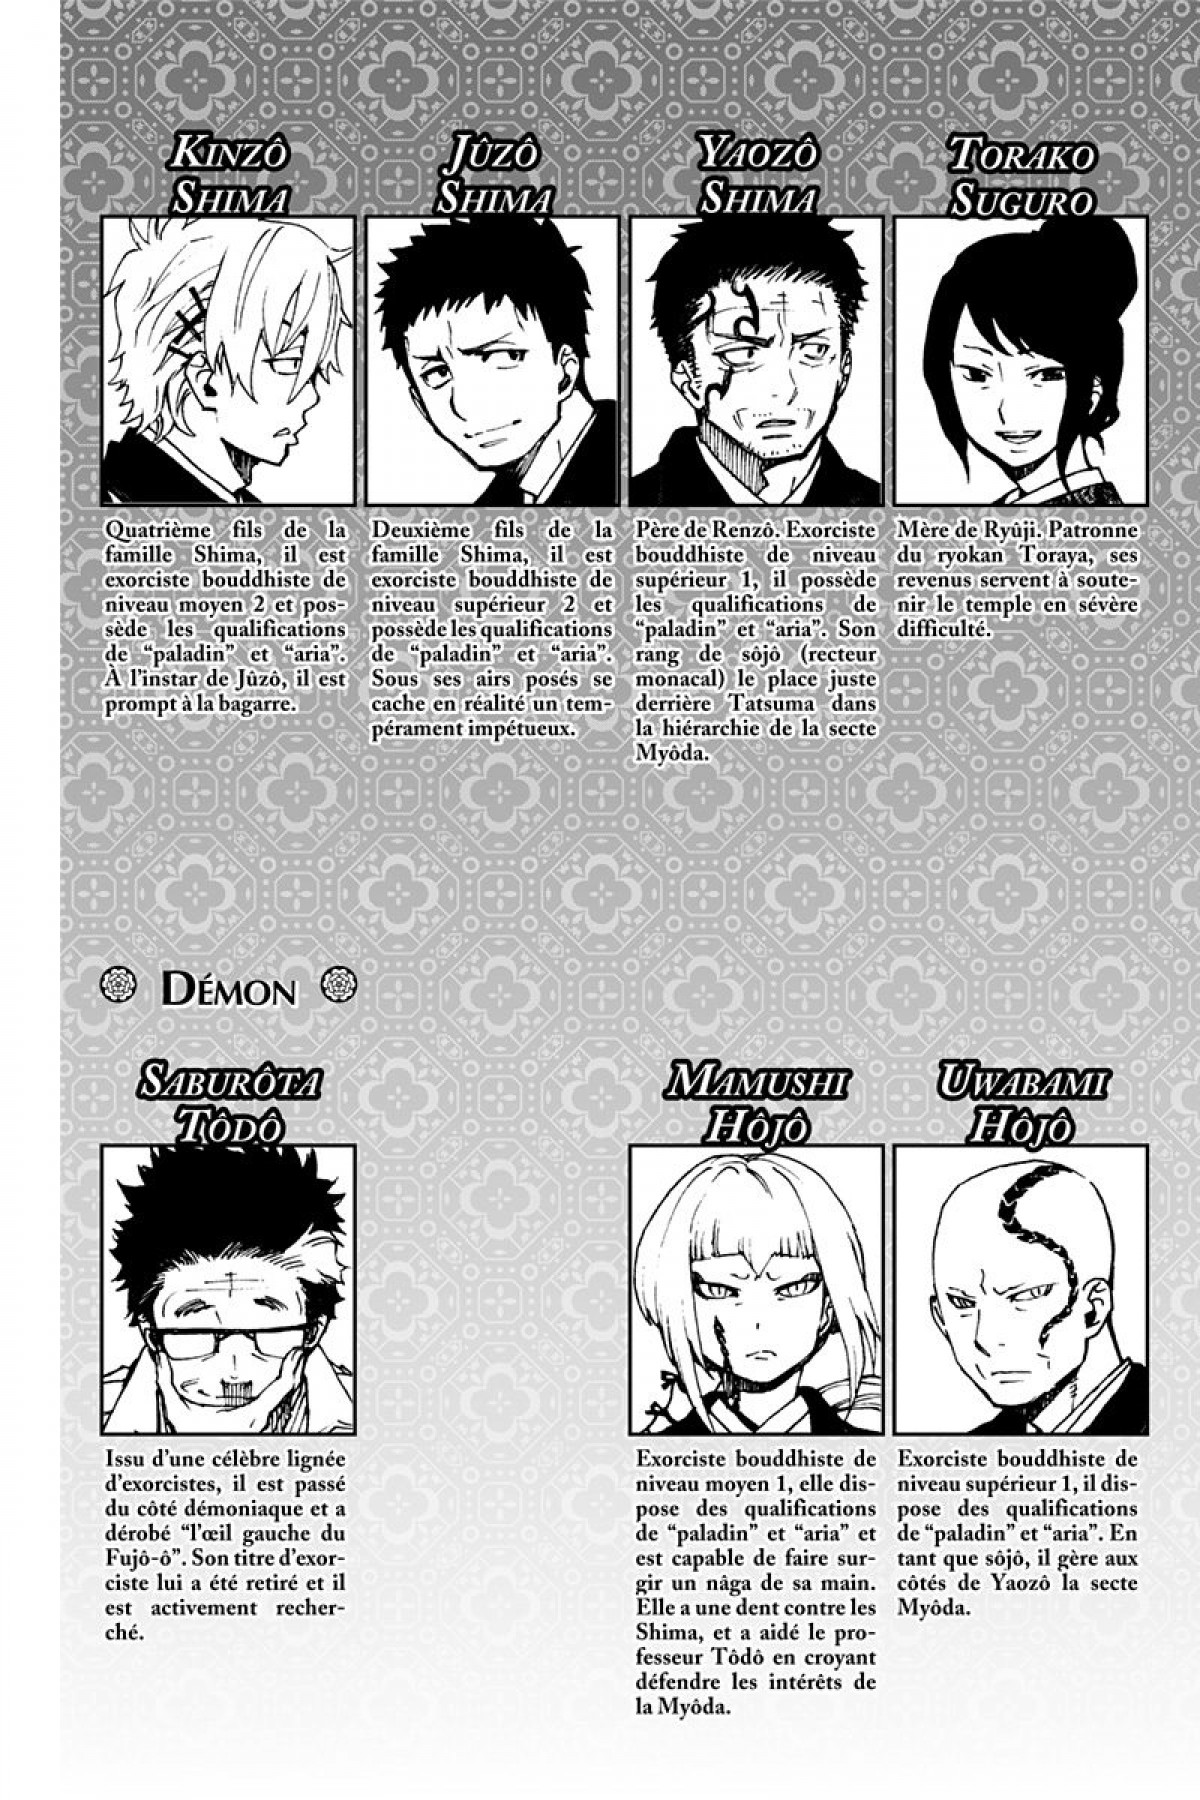 Kinzô
Shima
Quatrième fils de la
famille Shima, il est
exorciste bouddhiste de
niveau moyen 2 et pos-
sède les qualifications
de “paladin” et “aria”.
À l’instar de Jûzô, il est
prompt à la bagarre.
Jûzô
Shima
Deuxième fils de la
famille Shima, il est
exorciste bouddhiste de
niveau supérieur 2 et
possède les qualifications
de “paladin” et “aria”.
Sous ses airs posés se
cache en réalité un tem-
pérament impétueux.
Yaozô
Shima
Père de Renzô. Exorciste
bouddhiste de niveau
supérieur 1, il possède
les qualifications de
“paladin” et “aria”. Son
rang de sôjô (recteur
monacal) le place juste
derrière Tatsuma dans
la hiérarchie de la secte
Myôda.
Torako
Suguro
Mère de Ryûji. Patronne
du ryokan Toraya, ses
revenus servent à soute-
nir le temple en sévère
difficulté.
Démon
Saburôta
Tôdô
Issu d’une célèbre lignée
d’exorcistes, il est passé
du côté démoniaque et a
dérobé “l’œil gauche du
Fujô-ô”. Son titre d’exor-
ciste lui a été retiré et il
est activement recher-
ché.
Mamushi
Hôjô
Exorciste bouddhiste de
niveau moyen 1, elle dis-
pose des qualifications
de “paladin” et “aria” et
est capable de faire sur-
gir un nâga de sa main.
Elle a une dent contre les
Shima, et a aidé le pro-
fesseur Tôdô en croyant
défendre les intérêts de
la Myôda.
Uwabami
Hôjô
Exorciste bouddhiste de
niveau supérieur 1, il dis-
pose des qualifications
de “paladin” et “aria”. En
tant que sôjô, il gère aux
côtés de Yaozô la secte
Myôda.